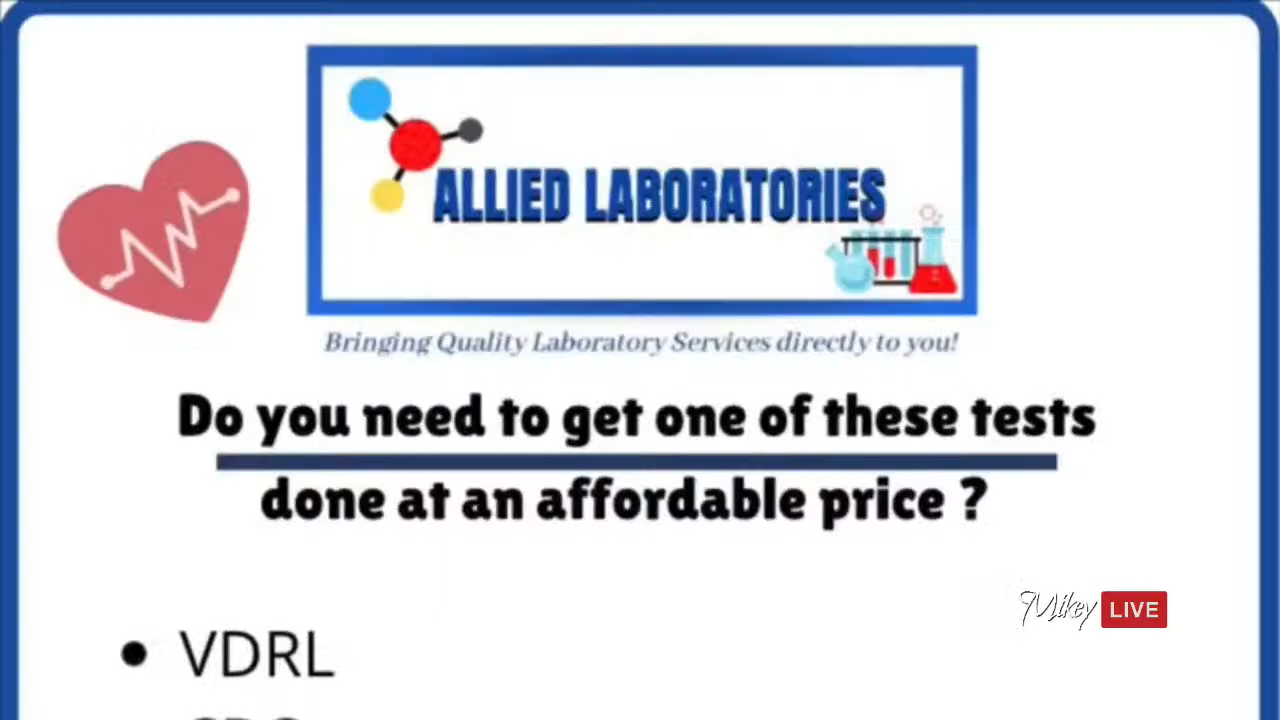 ALLIED LABORATORIES
Bringing Quality Laboratory Services directly to you!
Do you need to get one of these tests
done at an affordable price ?
Mikey LIVE
• VDRL